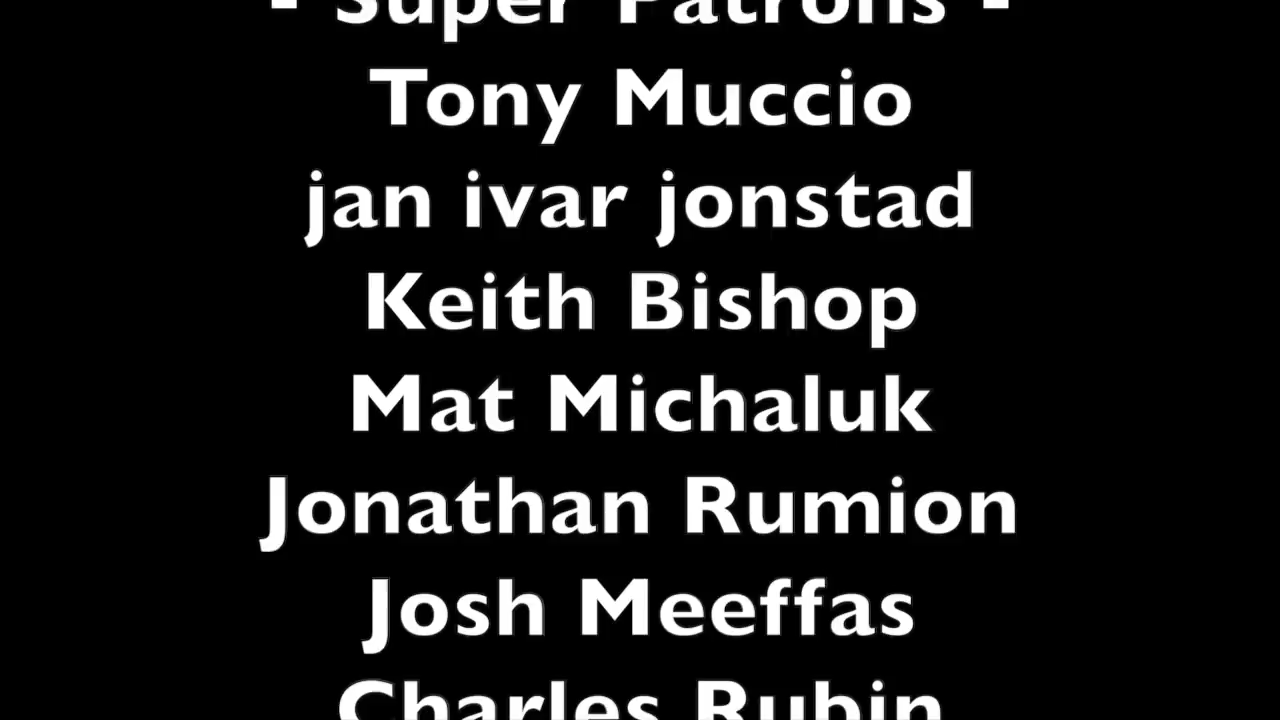 - Super Patrons -
Tony Muccio
jan ivar jonstad
Keith Bishop
Mat Michaluk
Jonathan Rumion
Josh Meeffas
Charles Rubin